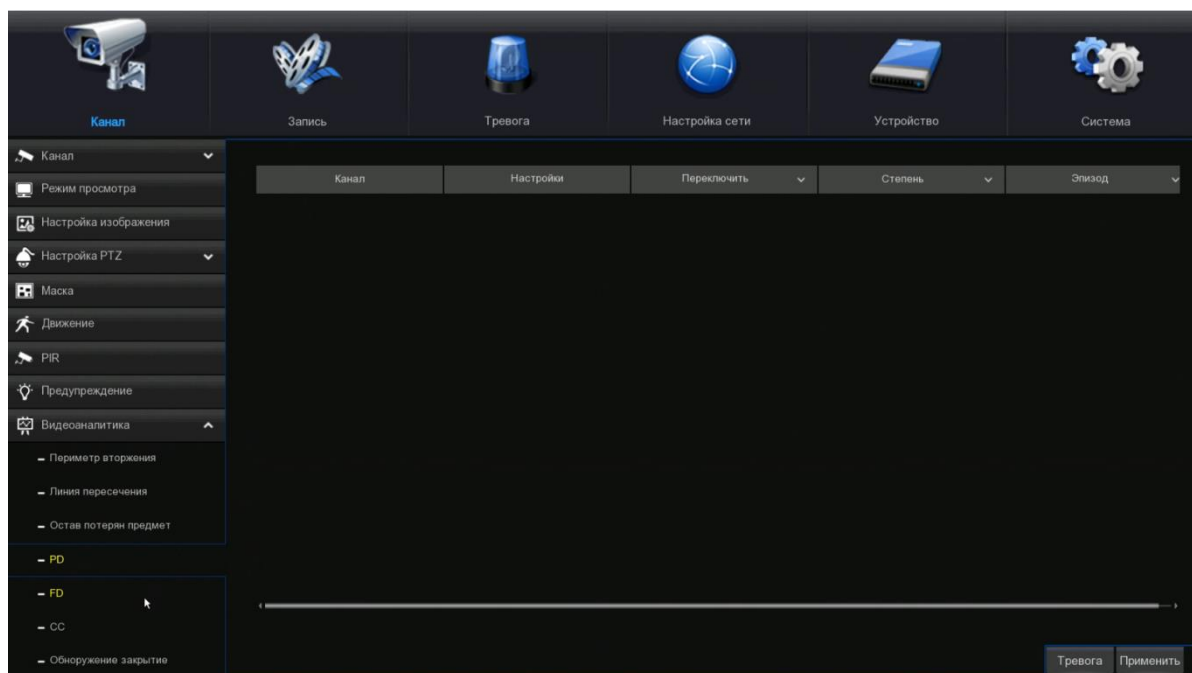 Канал
Запись
Тревога
Настройка сети
Устройство
Система
Канал
Режим просмотра
Настройка изображения
Настройка PTZ
Маска
Движение
PIR
Предупреждение
Видеоаналитика
Периметр вторжения
Линия пересечения
Остав потерян предмет
PD
FD
CC
Обноружение закрытие
Канал Настройки Переключить Степень Эпизод
Тревога Применить